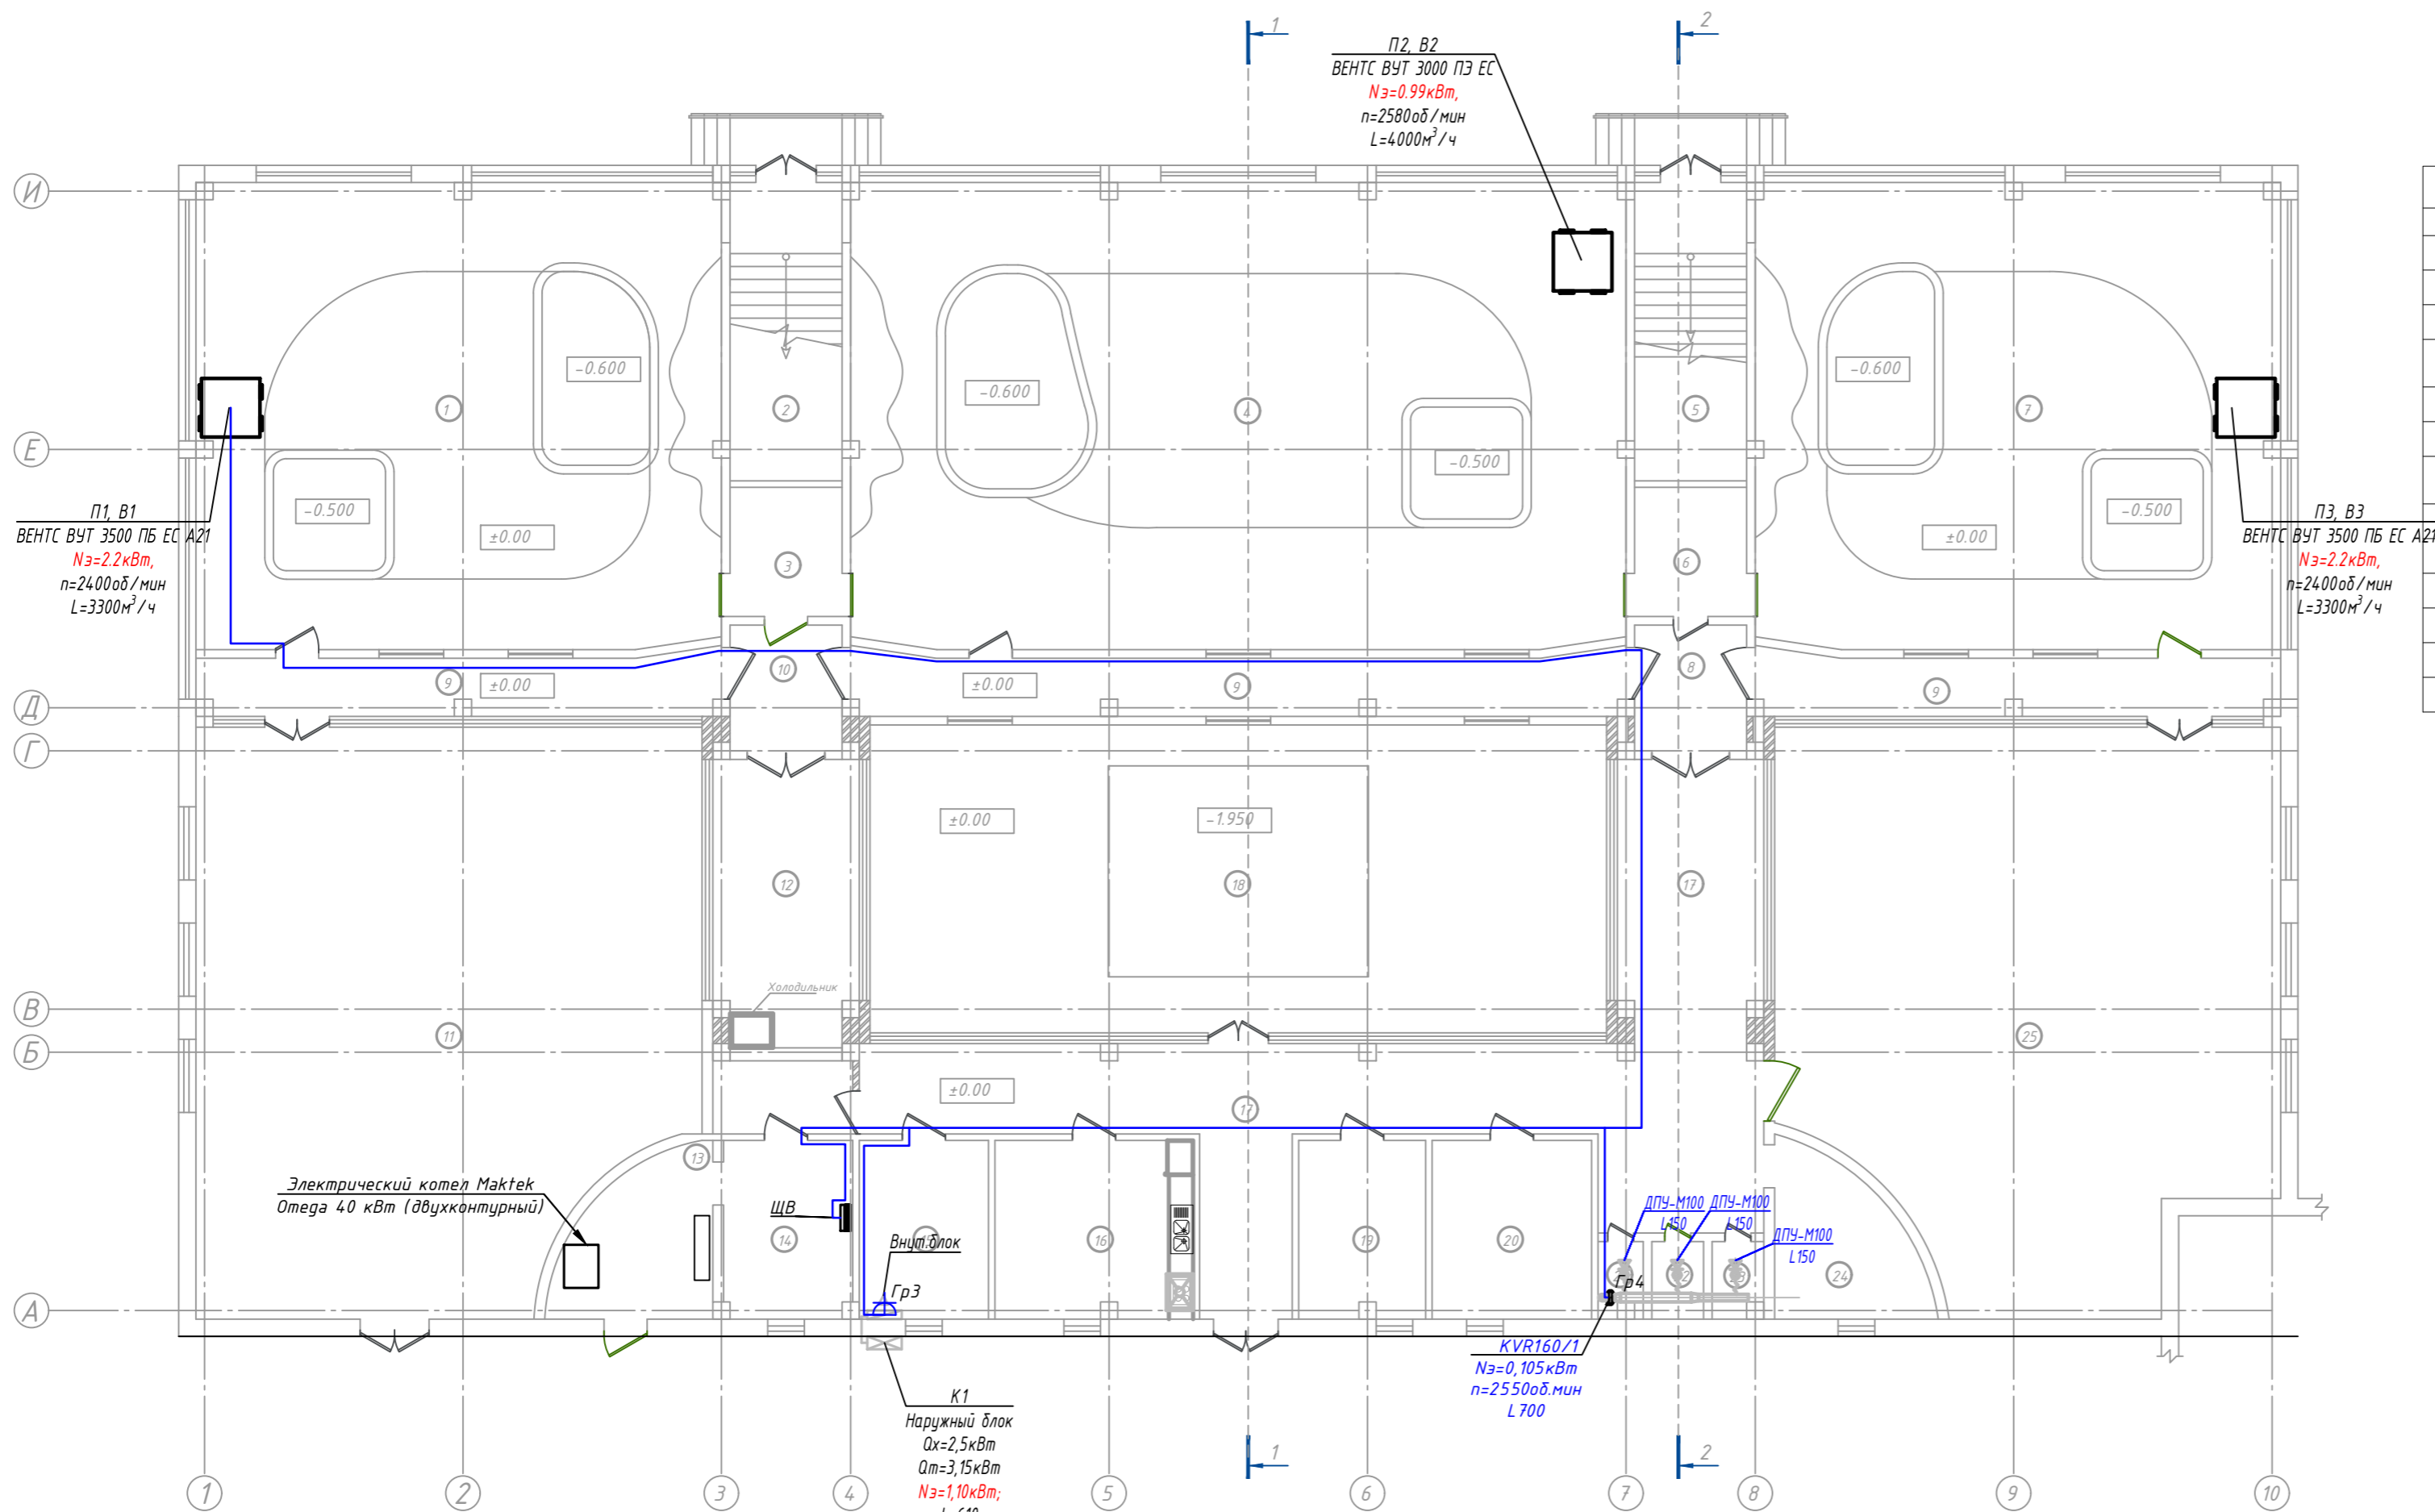 1
2
П2, В2
ВЕНТС ВУТ 3000 ПЭ ЕС
Nэ=0.99кВт,
n=2580об/мин
L=4000м³/ч
И
-0.600
-0.600
-0.600
1
2
4
5
7
Е
-0.500
-0.500
-0.500
П1, В1
ВЕНТС ВУТ 3500 ПБ ЕС А21
Nэ=2.2кВт,
n=2400об/мин
L=3300м³/ч
±0.00
±0.00
П3, В3
ВЕНТС ВУТ 3500 ПБ ЕС А21
Nэ=2.2кВт,
n=2400об/мин
L=3300м³/ч
3
6
10
8
9
±0.00
±0.00
9
9
Д
Г
±0.00
-1.950
12
18
17
Холодильник
В
11
25
Б
±0.00
17
13
Электрический котел Maktek
Omega 40 кВт (двухконтурный)
ЩВ
14
Внут.блок
16
19
20
ДПУ-М100
L150
ДПУ-М100
L150
ДПУ-М100
L150
24
Гр3
Гр4
А
KVR160/1
Nэ=0,105кВт
n=2550об.мин
L700
К1
Наружный блок
Qх=2,5кВт
Qт=3,15кВт
Nэ=1,10кВт;
1
2
1
2
3
4
5
6
7
8
9
10